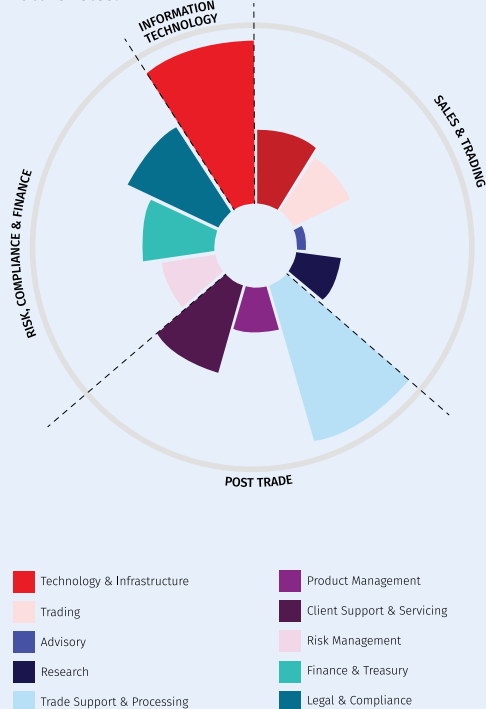 INFORMATION
TECHNOLOGY
SALES & TRADING
RISK, COMPLIANCE & FINANCE
POST TRADE
Technology & Infrastructure
Trading
Advisory
Research
Trade Support & Processing
Product Management
Client Support & Servicing
Risk Management
Finance & Treasury
Legal & Compliance